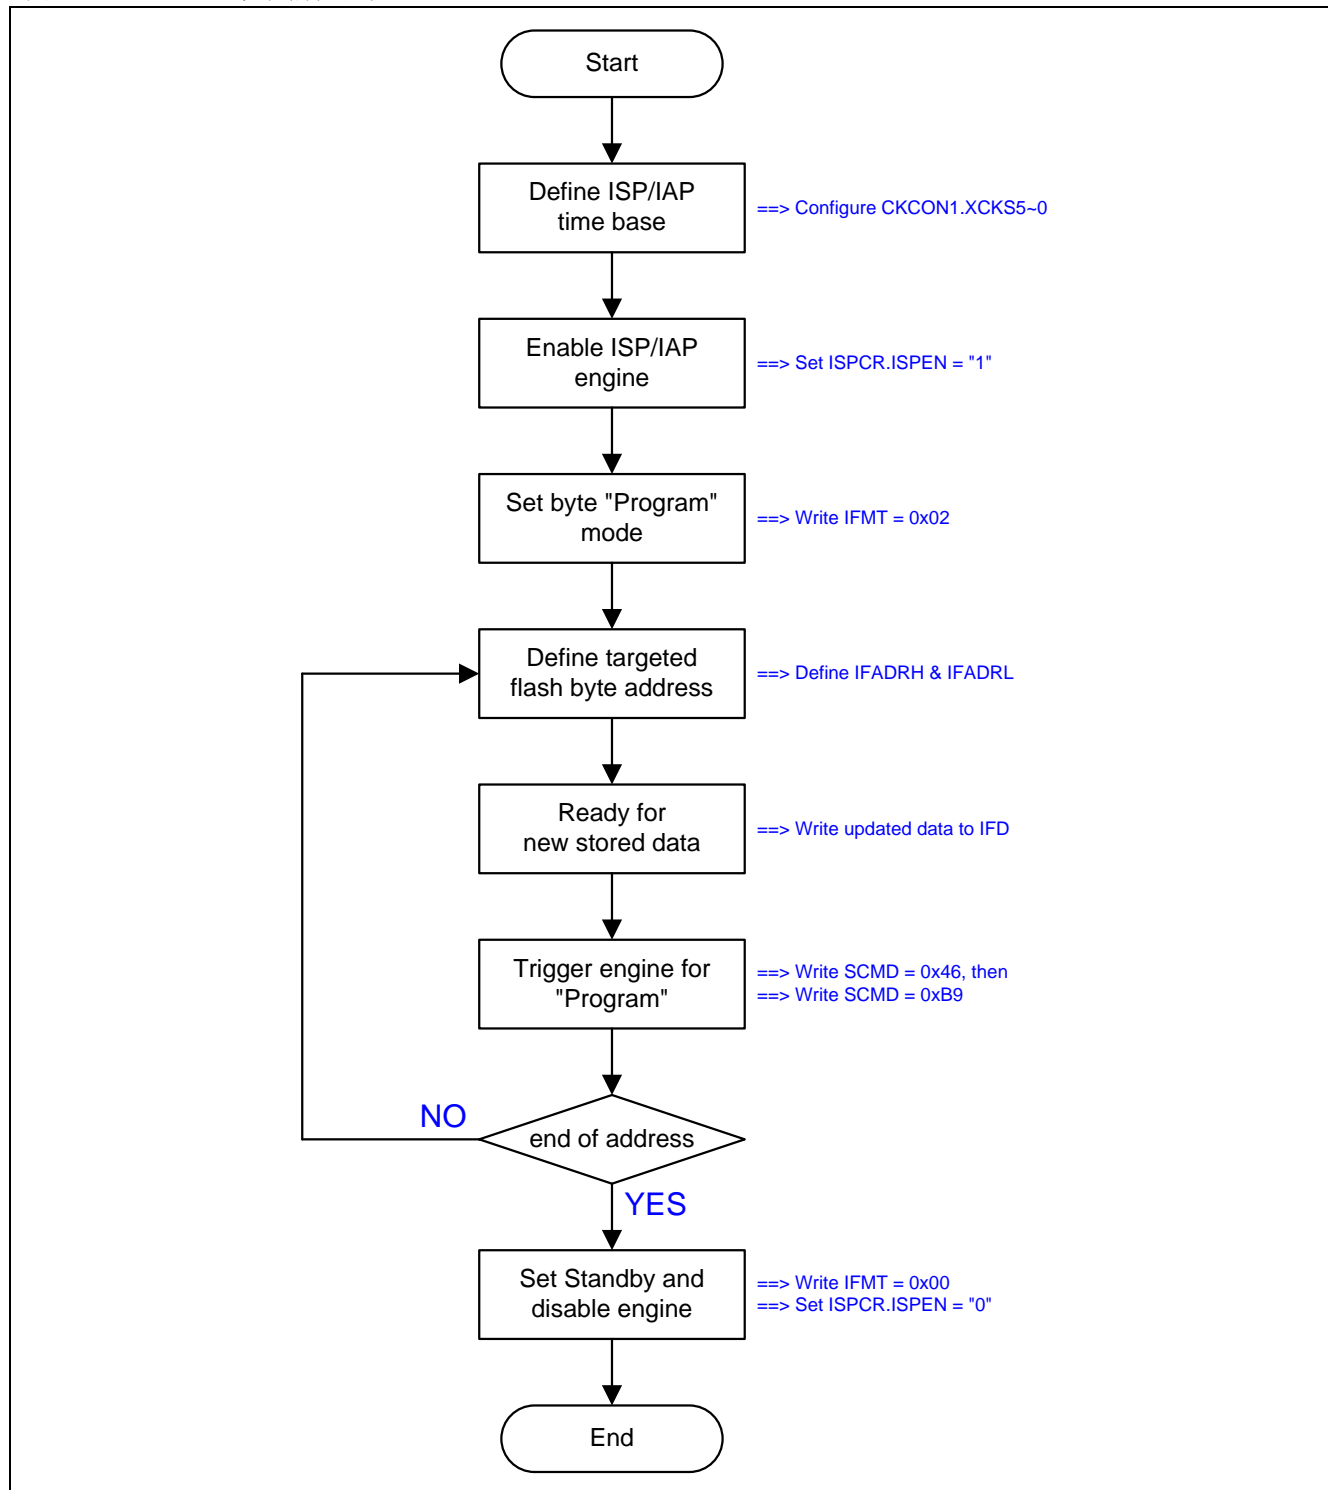 Start
Define ISP/IAP
time base
==> Configure CKCON1.XCKS5~0
Enable ISP/IAP
engine
==> Set ISPCR.ISPEN = "1"
Set byte "Program"
mode
==> Write IFMT = 0x02
Define targeted
flash byte address
==> Define IFADRH & IFADRL
Ready for
new stored data
==> Write updated data to IFD
Trigger engine for
"Program"
==> Write SCMD = 0x46, then
==> Write SCMD = 0xB9
NO
end of address
YES
Set Standby and
disable engine
==> Write IFMT = 0x00
==> Set ISPCR.ISPEN = "0"
End